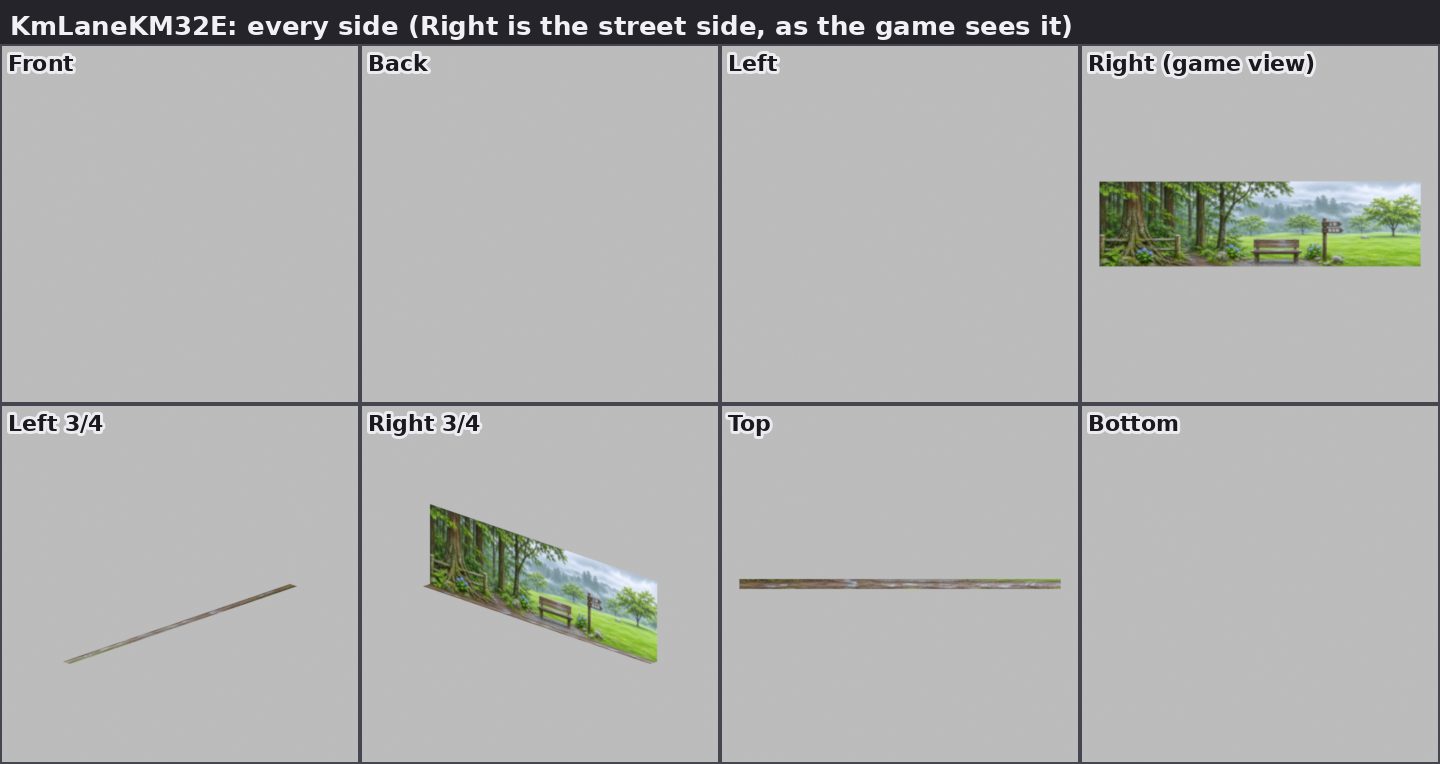 KmLaneKM32E: every side (Right is the street side, as the game sees it)
Front
Back
Left
Right (game view)
Left 3/4
Right 3/4
Top
Bottom